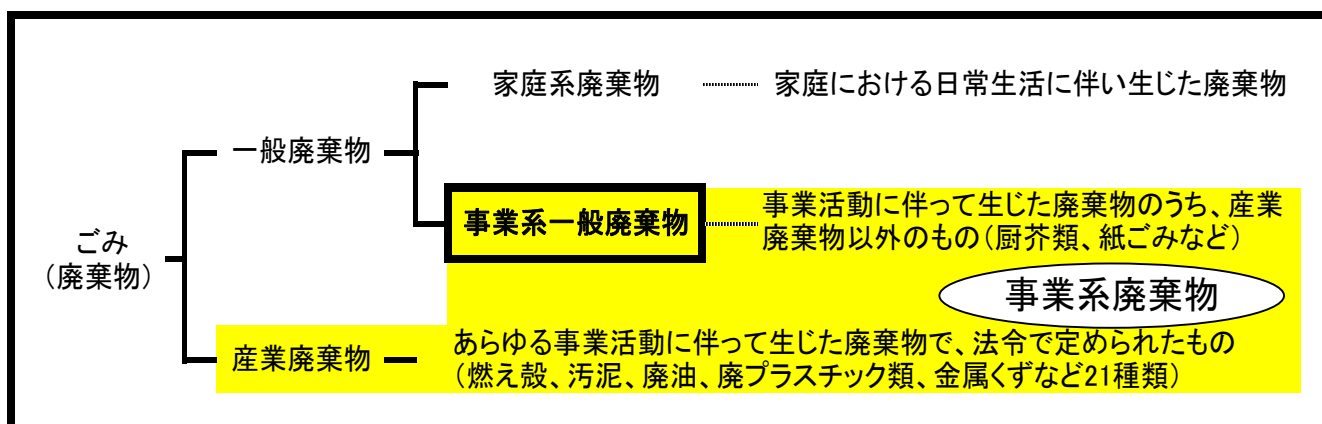 家庭系廃棄物
家庭における日常生活に伴い生じた廃棄物
一般廃棄物
事業系一般廃棄物
事業活動に伴って生じた廃棄物のうち、産業
廃棄物以外のもの(厨芥類、紙ごみなど)
ごみ
(廃棄物)
事業系廃棄物
産業廃棄物
あらゆる事業活動に伴って生じた廃棄物で、法令で定められたもの
(燃え殻、汚泥、廃油、廃プラスチック類、金属くずなど21種類)